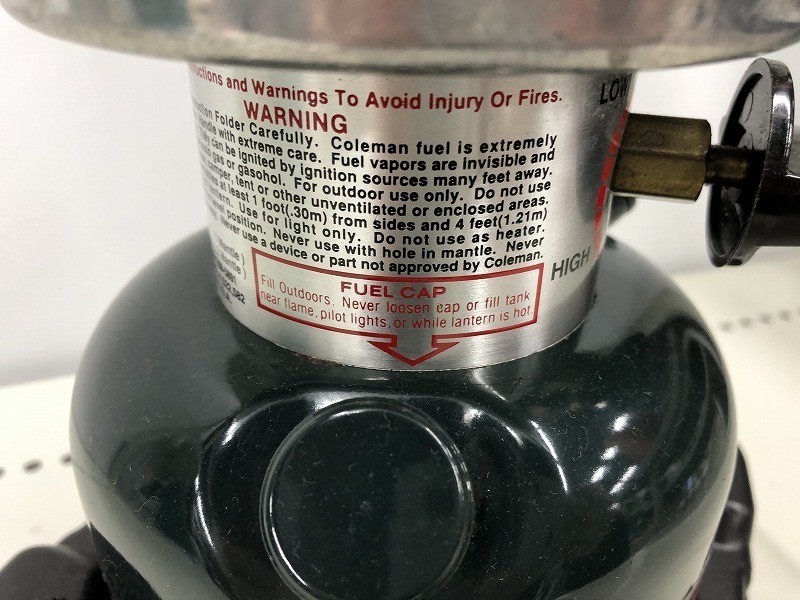 and Warnings To Avoid Injury Or Fires.
LOW
WARNING
Folder Carefully. Coleman fuel is extremely
with extreme care. Fuel vapors are invisible and
can be ignited by ignition sources many feet away.
gas or gasohol. For outdoor use only. Do not use
tent or other unventilated or enclosed areas.
at least 1 foot(.30m) from sides and 4 feet(1.21m)
Use for light only. Do not use as heater.
position. Never use with hole in mantle. Never
use a device or part not approved by Coleman.
HIGH
Mantle)
Mantle)
FUEL CAP
Fill Outdoors. Never loosen cap or fill tank
near flame, pilot lights, or while lantern is hot.